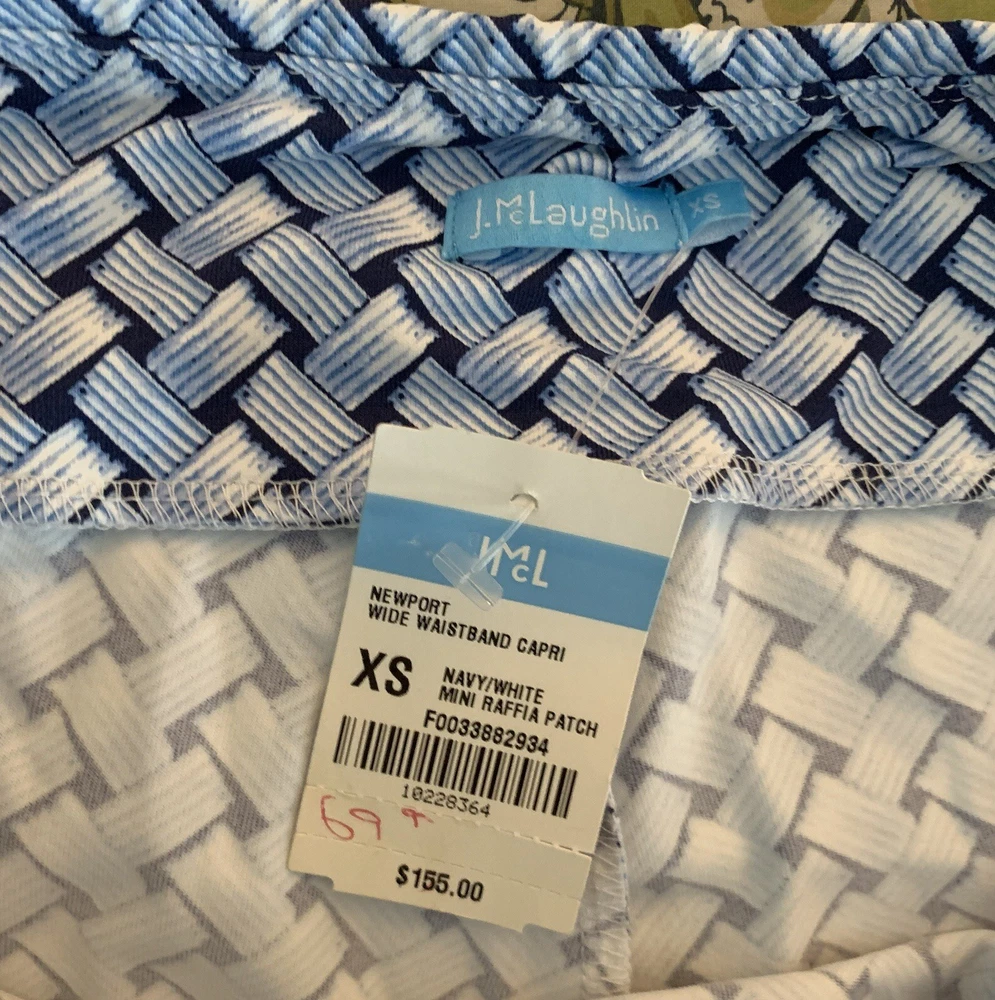 J.McLaughlin
XS
JMcL
NEWPORT
WIDE WAISTBAND CAPRI
XS
NAVY/WHITE
MINI RAFFIA PATCH
F0033882934
10228364
69
$155.00